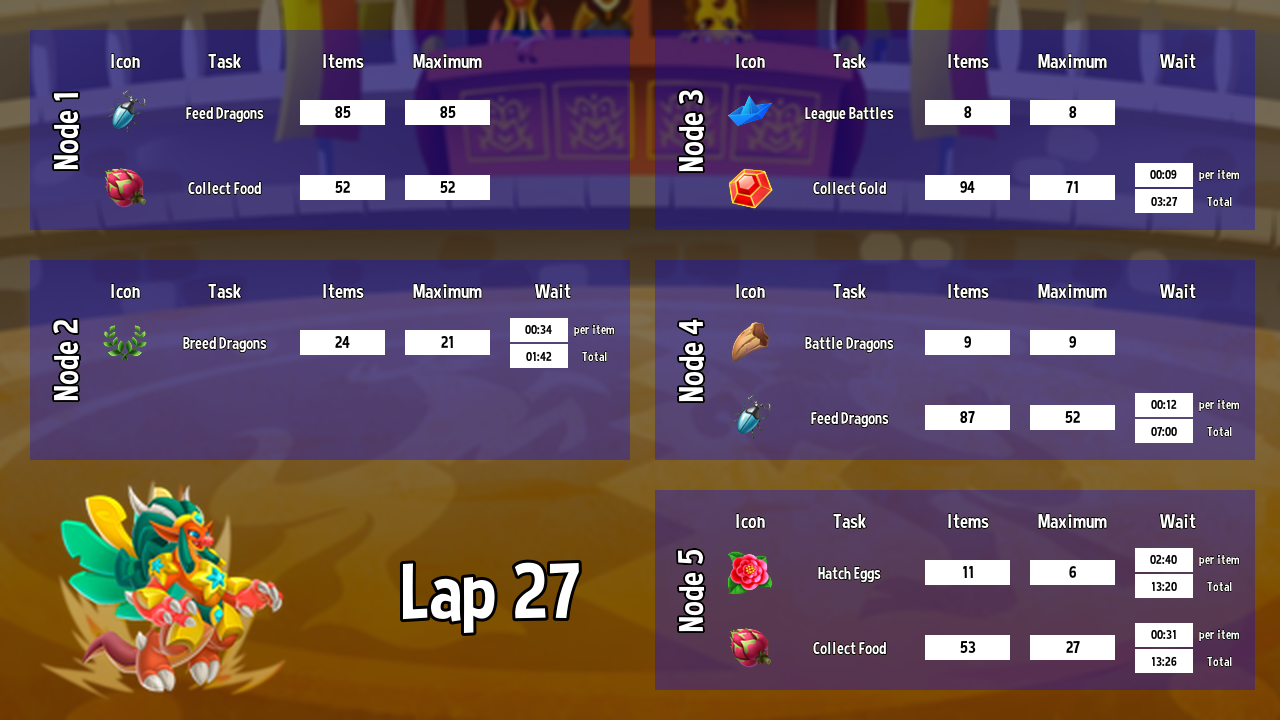 Node 1
Icon Task Items Maximum
Feed Dragons 85 85
Collect Food 52 52
Node 2
Icon Task Items Maximum Wait
Breed Dragons 24 21 00:34 per item
01:42 Total
Node 3
Icon Task Items Maximum Wait
League Battles 8 8
Collect Gold 94 71 00:09 per item
03:27 Total
Node 4
Icon Task Items Maximum Wait
Battle Dragons 9 9
Feed Dragons 87 52 00:12 per item
07:00 Total
Node 5
Icon Task Items Maximum Wait
Hatch Eggs 11 6 02:40 per item
13:20 Total
Collect Food 53 27 00:31 per item
13:26 Total
Lap 27